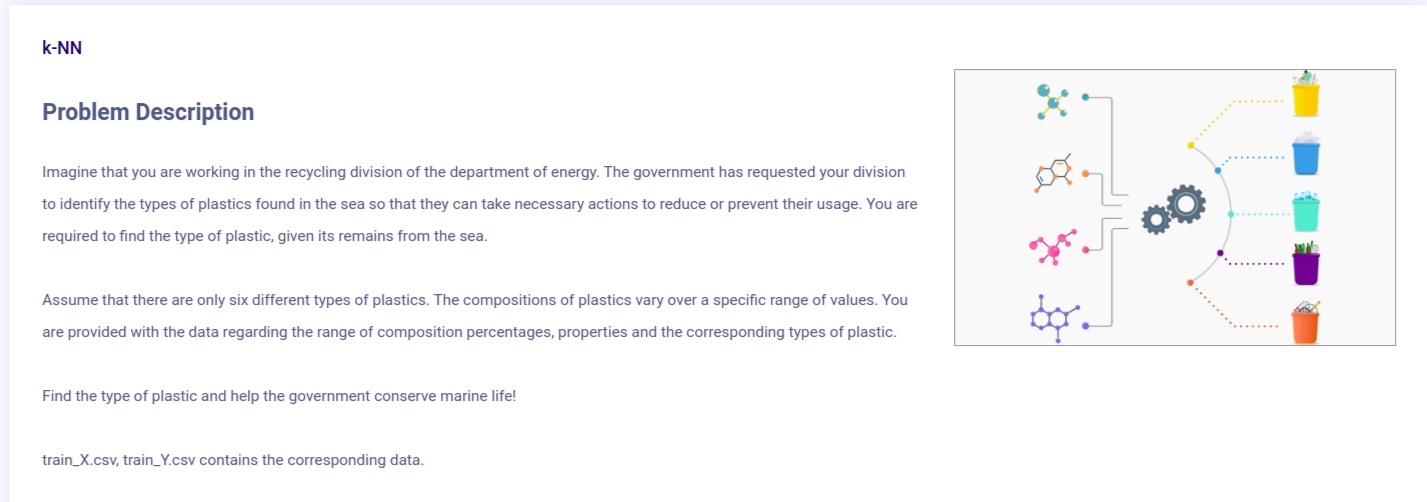 k-NN
Problem Description
Imagine that you are working in the recycling division of the department of energy. The government has requested your division
to identify the types of plastics found in the sea so that they can take necessary actions to reduce or prevent their usage. You are
required to find the type of plastic, given its remains from the sea.
Assume that there are only six different types of plastics. The compositions of plastics vary over a specific range of values. You
are provided with the data regarding the range of composition percentages, properties and the corresponding types of plastic.
Find the type of plastic and help the government conserve marine life!
train_X.csv, train_Y.csv contains the corresponding data.